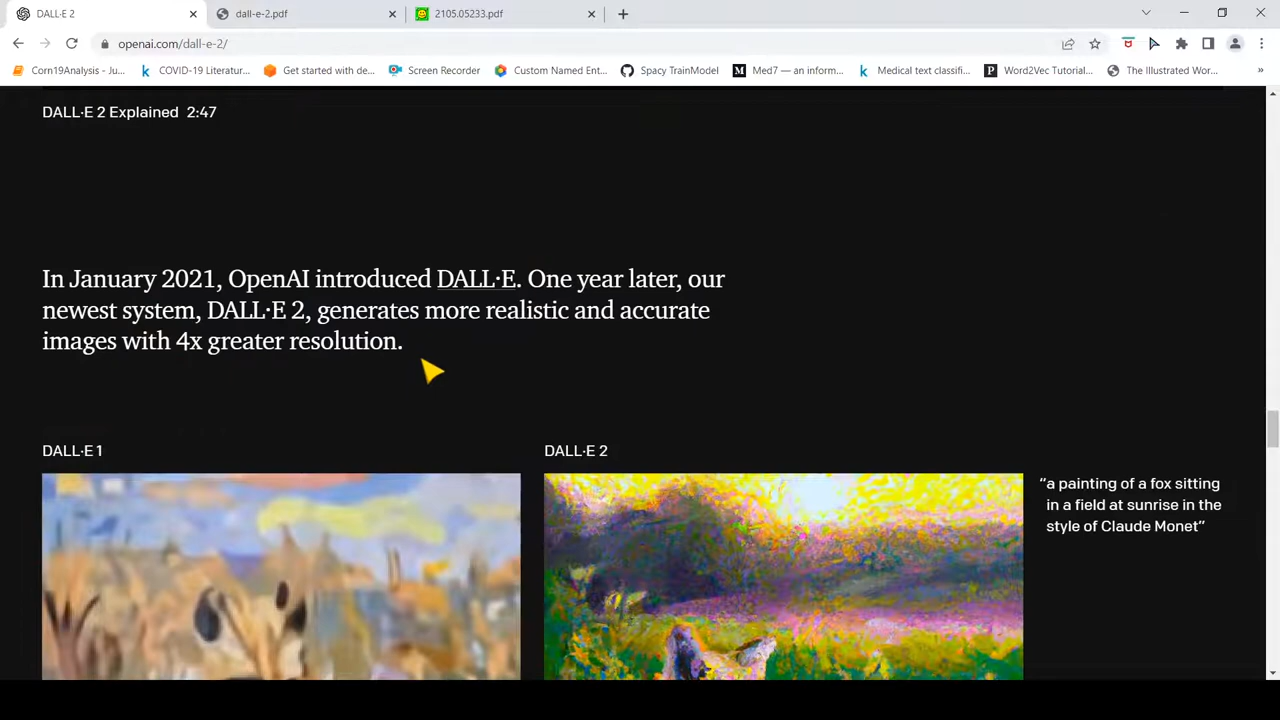 DALL·E 2
dall-e-2.pdf
2105.05233.pdf
openai.com/dall-e-2/
Corn19Analysis - Ju...
COVID-19 Literatur...
Get started with de...
Screen Recorder
Custom Named Ent...
Spacy TrainModel
Med7 — an inform...
Medical text classifi...
Word2Vec Tutorial...
The Illustrated Wor...
DALL·E 2 Explained 2:47
In January 2021, OpenAI introduced DALL·E. One year later, our
newest system, DALL·E 2, generates more realistic and accurate
images with 4x greater resolution.
DALL·E 1
DALL·E 2
“a painting of a fox sitting
in a field at sunrise in the
style of Claude Monet”